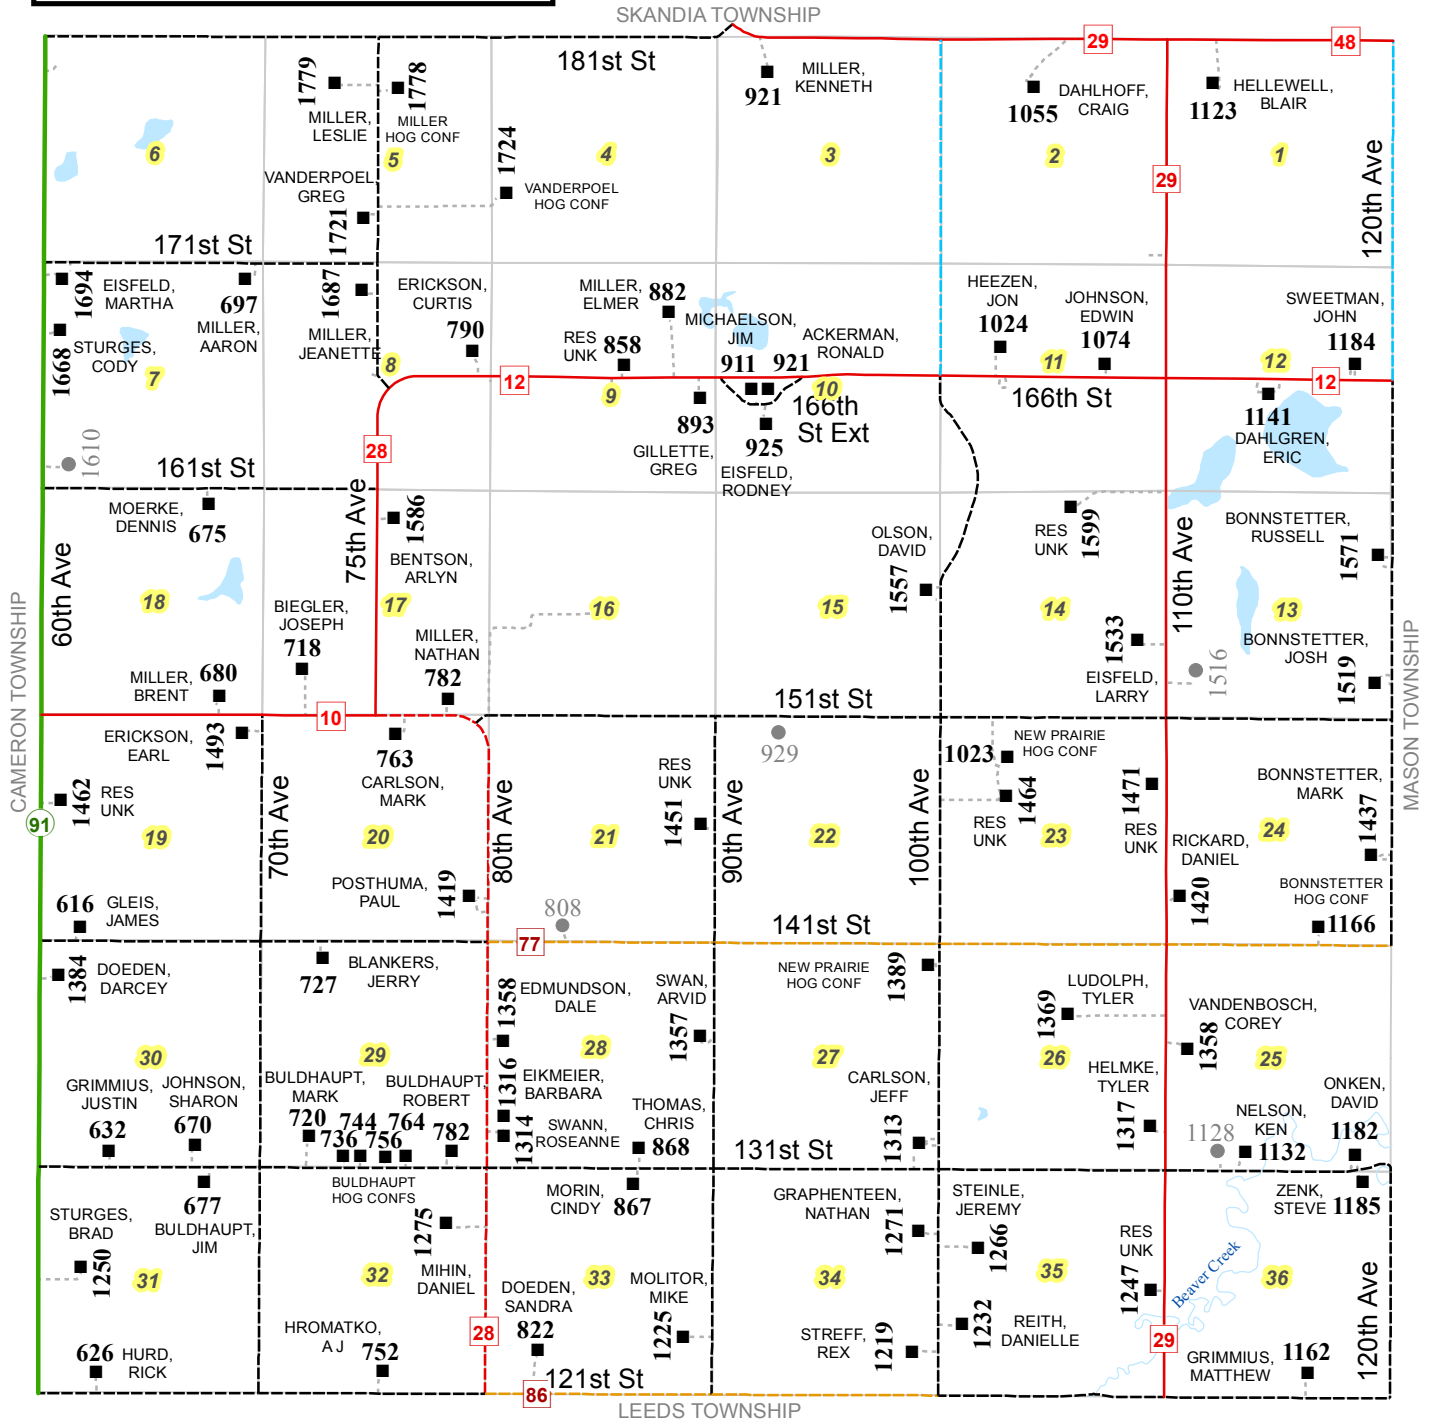 SKANDIA TOWNSHIP
29
48
181st St
1779
1778
MILLER,
LESLIE
MILLER
HOG CONF
921
MILLER,
KENNETH
1055
DAHLHOFF,
CRAIG
1123
HELLEWELL,
BLAIR
6
5
4
3
2
1
1724
VANDERPOEL,
GREG
1721
VANDERPOEL
HOG CONF
29
120th Ave
171st St
1694
EISFELD,
MARTHA
697
MILLER,
AARON
1687
MILLER,
JEANETTE
ERICKSON,
CURTIS
790
MILLER,
ELMER
882
RES
UNK
858
MICHAELSON,
JIM
911
921
ACKERMAN,
RONALD
HEEZEN,
JON
1024
JOHNSON,
EDWIN
1074
SWEETMAN,
JOHN
1184
1668
STURGES,
CODY
7
8
9
10
11
12
12
12
166th
St Ext
166th St
893
GILLETTE,
GREG
925
EISFELD,
RODNEY
1141
DAHLGREN,
ERIC
1610
28
161st St
MOERKE,
DENNIS
675
75th Ave
1586
BENTSON,
ARLYN
OLSON,
DAVID
1557
RES
UNK
1599
110th Ave
BONNSTETTER,
RUSSELL
1571
CAMERON TOWNSHIP
60th Ave
18
17
16
15
14
13
BIEGLER,
JOSEPH
718
MILLER,
NATHAN
782
1533
EISFELD,
LARRY
1516
BONNSTETTER,
JOSH
1519
MASON TOWNSHIP
MILLER,
BRENT
680
10
151st St
ERICKSON,
EARL
1493
763
CARLSON,
MARK
929
NEW PRAIRIE
HOG CONF
1023
1462
RES
UNK
70th Ave
80th Ave
RES
UNK
1451
90th Ave
100th Ave
1464
RES
UNK
1471
RES
UNK
BONNSTETTER,
MARK
1437
91
19
20
21
22
23
24
RICKARD,
DANIEL
1420
POSTHUMA,
PAUL
1419
808
BONNSTETTER
HOG CONF
1166
616
GLEIS,
JAMES
77
141st St
1384
DOEDEN,
DARCEY
727
BLANKERS,
JERRY
1358
EDMUNDSON,
DALE
SWAN,
ARVID
1357
NEW PRAIRIE
HOG CONF
1389
LUDOLPH,
TYLER
1369
VANDENBOSCH,
COREY
1358
30
29
28
27
26
25
GRIMMIUS,
JUSTIN
632
JOHNSON,
SHARON
670
BULDHAUPT,
MARK
720
736
744
756
764
BULDHAUPT,
ROBERT
782
1316
EIKMEIER,
BARBARA
1314
SWANN,
ROSEANNE
THOMAS,
CHRIS
868
CARLSON,
JEFF
1313
HELMKE,
TYLER
1317
1128
NELSON,
KEN
1132
ONKEN,
DAVID
1182
131st St
677
BULDHAUPT,
JIM
BULDHAUPT
HOG CONFS
MORIN,
CINDY
867
GRAPHENTEEN,
NATHAN
1271
STEINLE,
JEREMY
1266
ZENK,
STEVE
1185
STURGES,
BRAD
1250
1275
MIHIN,
DANIEL
RES
UNK
1247
Beaver Creek
31
32
33
34
35
36
DOEDEN,
SANDRA
822
MOLITOR,
MIKE
1225
STREFF,
REX
1219
1232
REITH,
DANIELLE
HROMATKO,
A J
752
28
29
120th Ave
626
HURD,
RICK
GRIMMIUS,
MATTHEW
1162
86
121st St
LEEDS TOWNSHIP